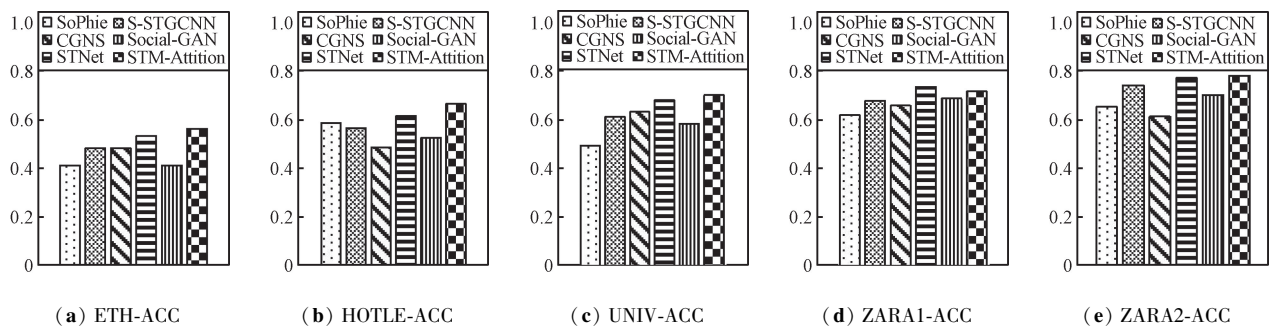 1.0 SoPhie S-STGCNN
CGNS Social-GAN
STNet STM-Attition
0.8
0.6
0.4
0.2
0
(a) ETH-ACC
1.0 SoPhie S-STGCNN
CGNS Social-GAN
STNet STM-Attition
0.8
0.6
0.4
0.2
0
(b) HOTLE-ACC
1.0 SoPhie S-STGCNN
CGNS Social-GAN
STNet STM-Attition
0.8
0.6
0.4
0.2
0
(c) UNIV-ACC
1.0 SoPhie S-STGCNN
CGNS Social-GAN
STNet STM-Attition
0.8
0.6
0.4
0.2
0
(d) ZARA1-ACC
1.0 SoPhie S-STGCNN
CGNS Social-GAN
STNet STM-Attition
0.8
0.6
0.4
0.2
0
(e) ZARA2-ACC